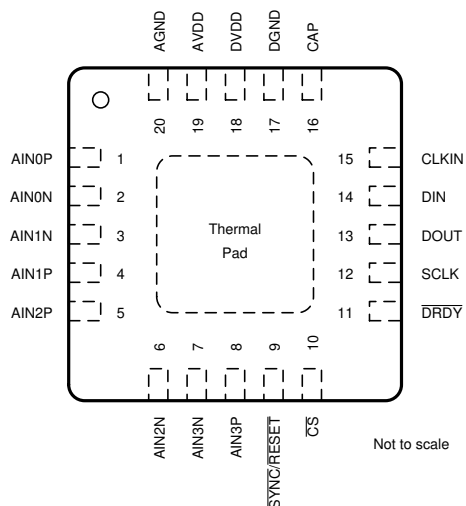 AGND
AVDD
DVDD
DGND
CAP
20
19
18
17
16
AIN0P 1
AIN0N 2
AIN1N 3
AIN1P 4
AIN2P 5
Thermal
Pad
15 CLKIN
14 DIN
13 DOUT
12 SCLK
11 DRDY
6
7
8
9
10
AIN2N
AIN3N
AIN3P
SYNC/RESET
CS
Not to scale